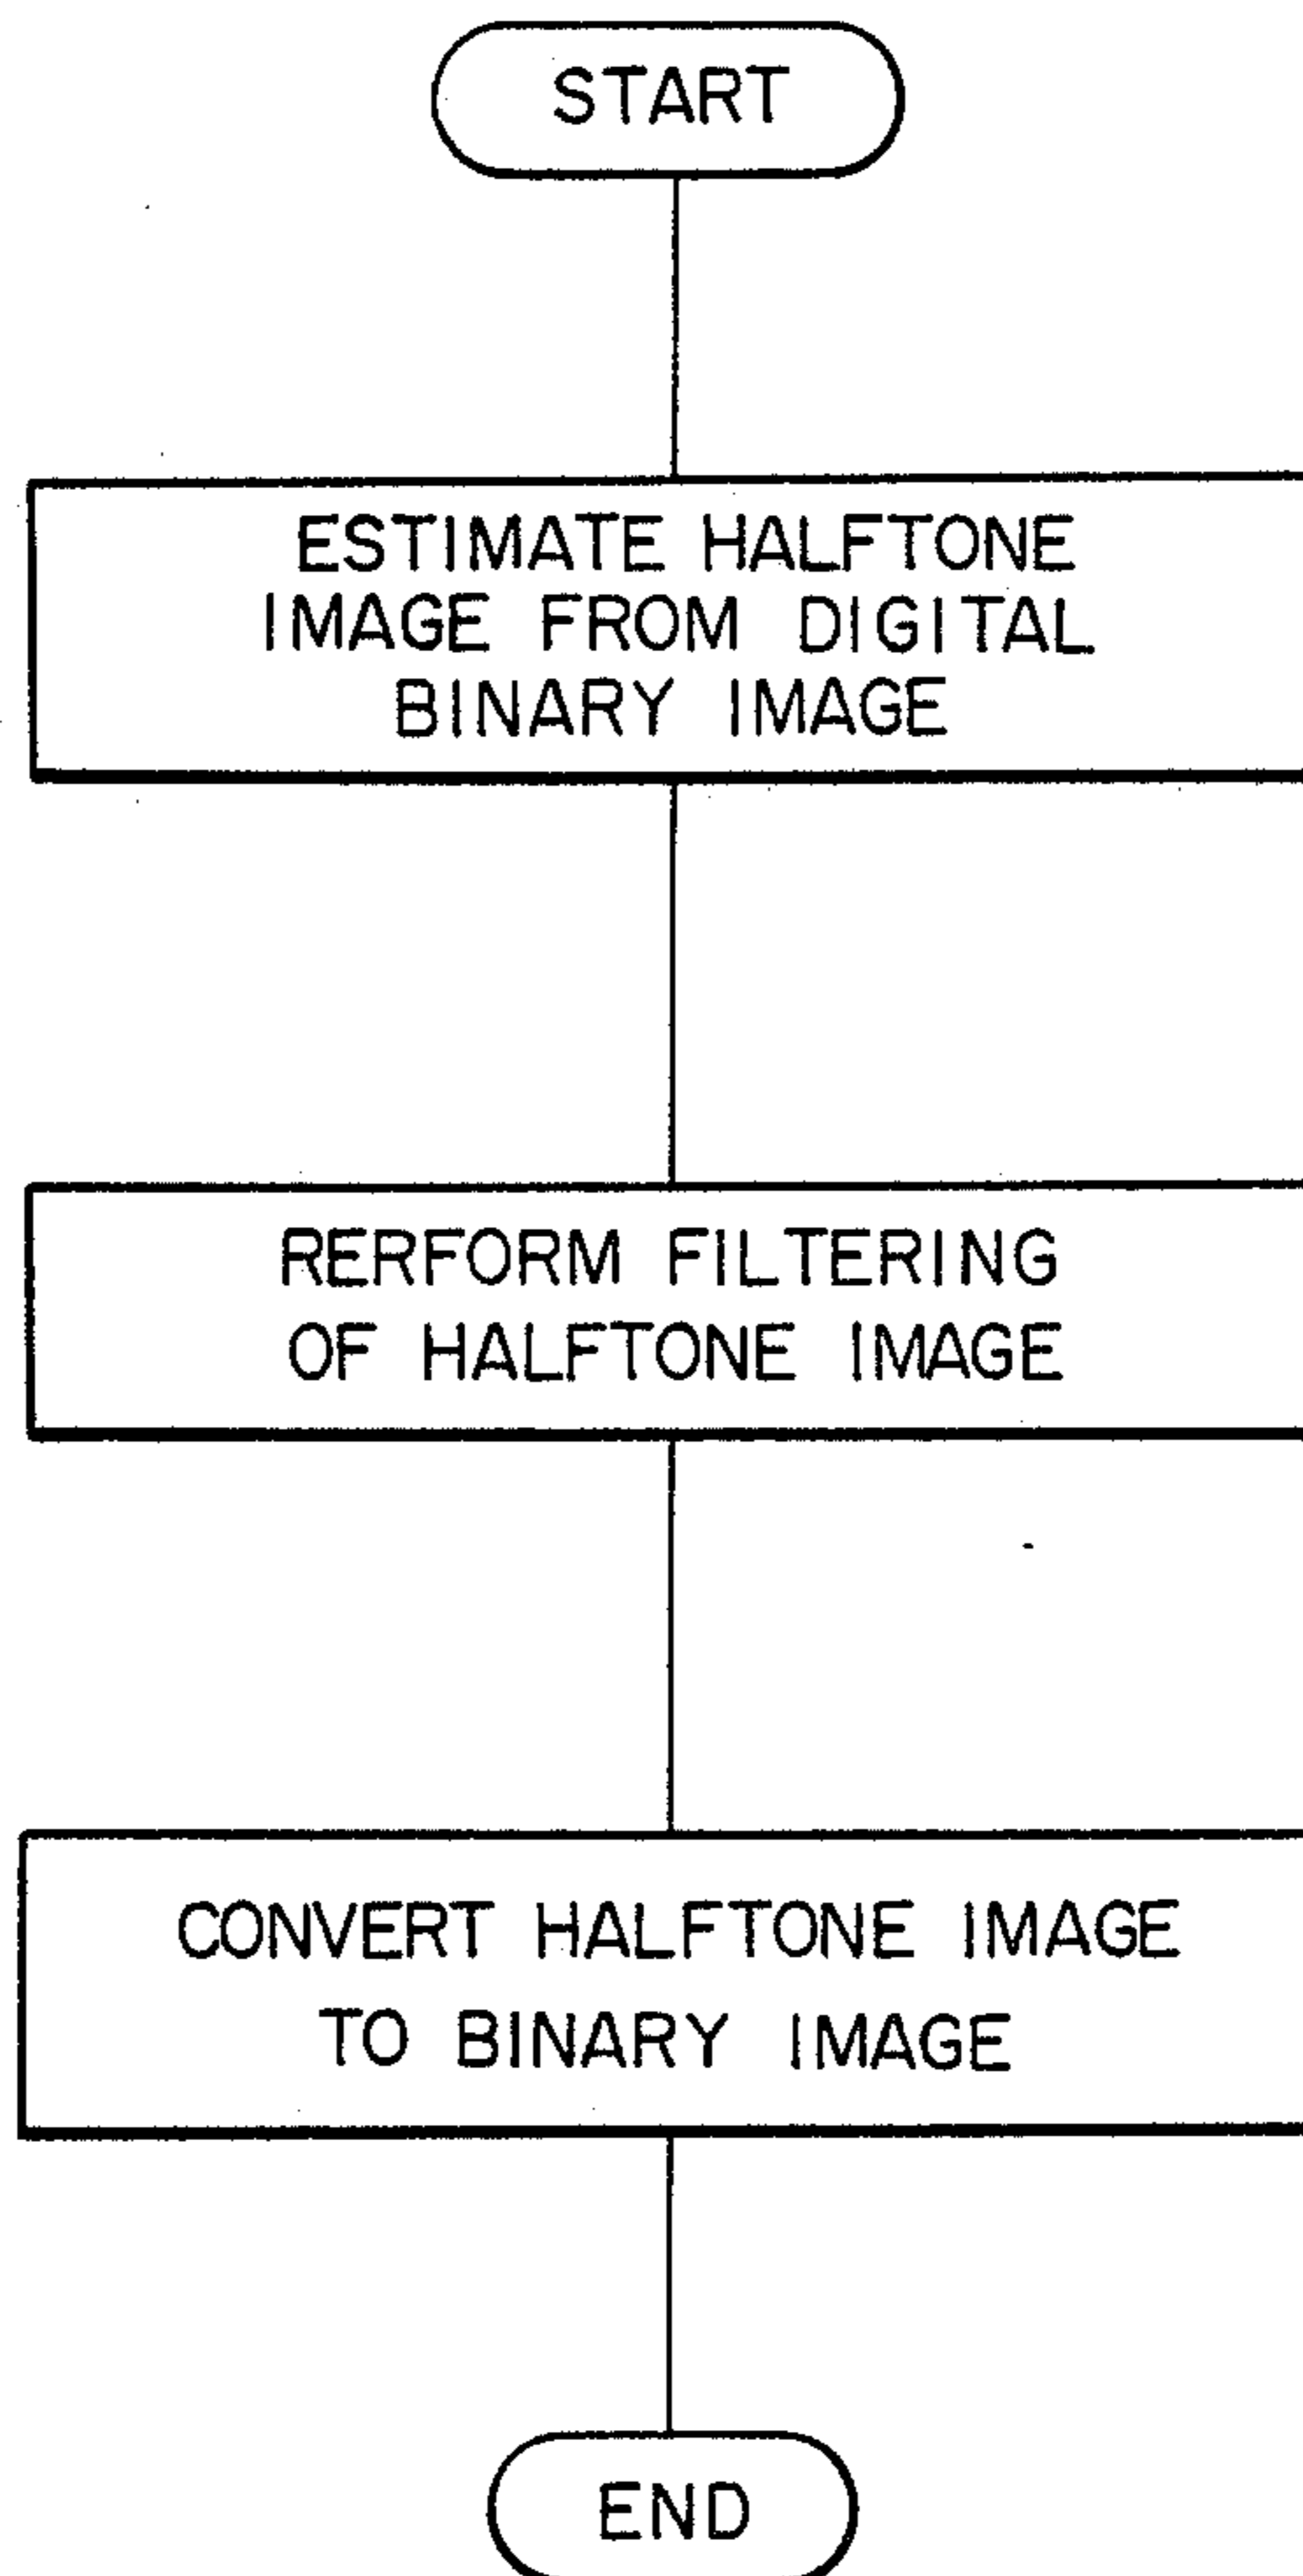 START
ESTIMATE HALFTONE
IMAGE FROM DIGITAL
BINARY IMAGE
RERFORM FILTERING
OF HALFTONE IMAGE
CONVERT HALFTONE IMAGE
TO BINARY IMAGE
END